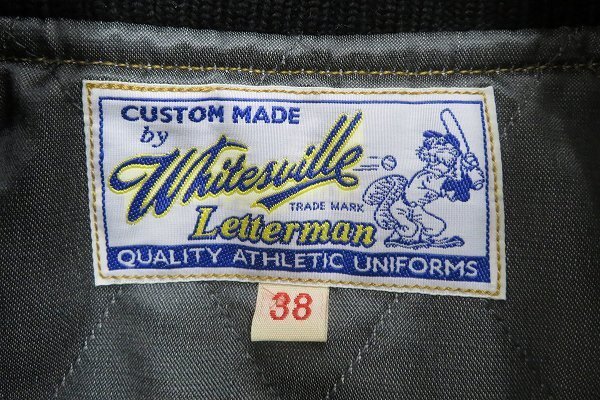 CUSTOM MADE
by
Whitesville
TRADE MARK
Letterman
QUALITY ATHLETIC UNIFORMS
38